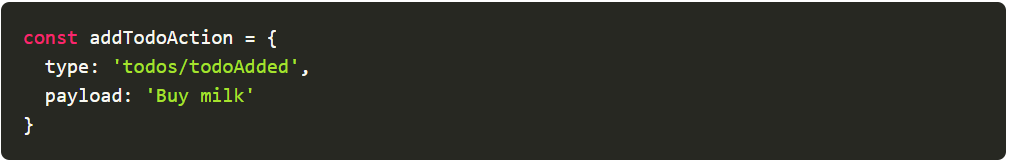 const addTodoAction = {
  type: 'todos/todoAdded',
  payload: 'Buy milk'
}